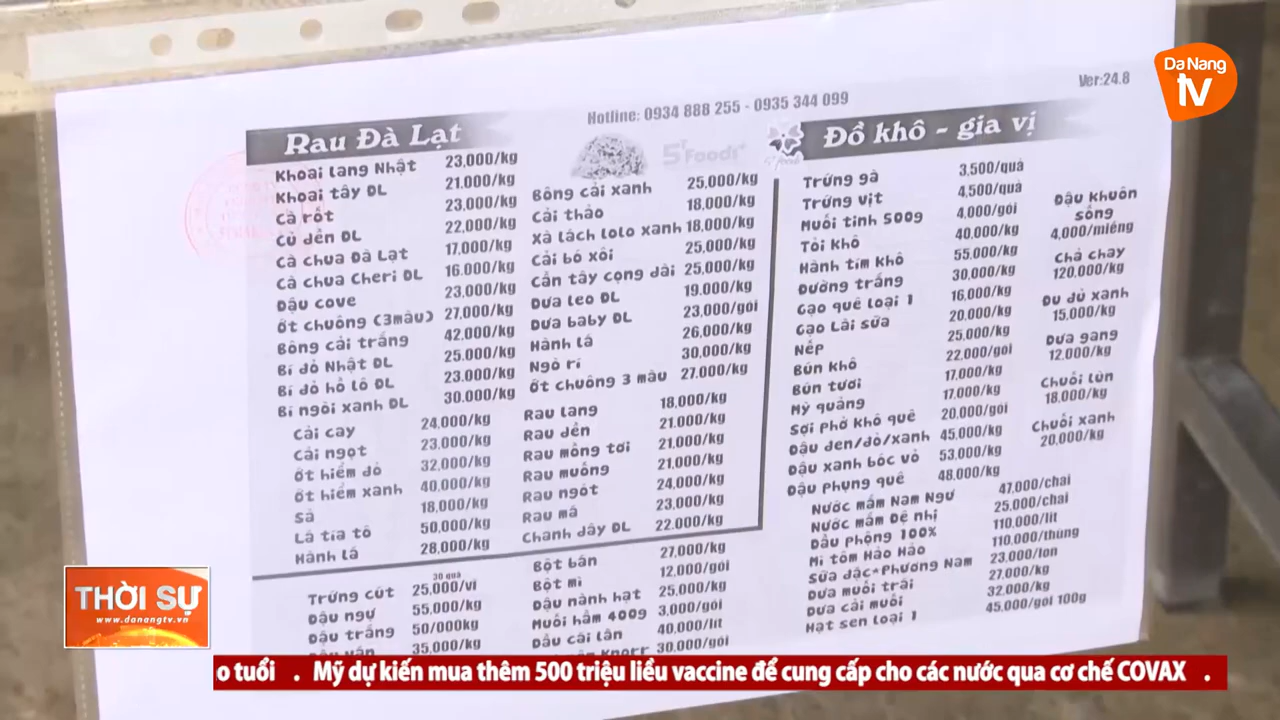 Da Nang
tv
Ver:24.8
Hotline: 0934 888 255 - 0935 344 099
Rau Đà Lạt
Khoai lang Nhật 23,000/kg
Khoai tây ĐL 21.000/kg
Cà rốt 23,000/kg
Củ dền ĐL 22,000/kg
Cà chua Đà Lạt 17,000/kg
Cà chua Cheri ĐL 16.000/kg
Đậu cove 23,000/kg
Ớt chuông (3màu) 27,000/kg
Bông cải trắng 42,000/kg
Bí đỏ Nhật ĐL 25.000/kg
Bí đỏ hồ lô ĐL 23.000/kg
Bí ngòi xanh ĐL 30.000/kg
5F Foods+
Bông cải xanh 25,000/kg
Cải thảo 18,000/kg
Xà lách lolo xanh 18,000/kg
Cải bó xôi 25,000/kg
Cần tây cọng dài 25,000/kg
Dưa leo ĐL 19.000/kg
Dưa baby ĐL 23,000/gói
Hành lá 26,000/kg
Ngò rí 30,000/kg
Ớt chuông 3 màu 27.000/kg
Cải cay 24,000/kg
Cải ngọt 23,000/kg
Ớt hiểm đỏ 32,000/kg
Ớt hiểm xanh 40,000/kg
Sả 18,000/kg
Lá tía tô 50,000/kg
Hành lá 28,000/kg
Rau lang 18,000/kg
Rau dền 21.000/kg
Rau mồng tơi 21,000/kg
Rau muống 21,000/kg
Rau ngót 24,000/kg
Rau má 23,000/kg
Chanh dây ĐL 22.000/kg
30 quả
Trứng cút 25,000/vỉ
Đậu ngự 55,000/kg
Đậu trắng 50/000kg
35,000/kg
Bột bán 27,000/kg
Bột mì 12,000/gói
Đậu nành hạt 25,000/kg
Muối hầm 400g 3,000/gói
Dầu cái lân 40,000/lít
Knorr 30,000/gói
Đồ khô - gia vị
Trứng gà 3,500/quả
Trứng vịt 4,500/quả
Muối tinh 500g 4,000/gói
Tỏi khô 40,000/kg
Hành tím khô 55,000/kg
Đường trắng 30,000/kg
Gạo quê loại 1 16,000/kg
Gạo Lài sữa 20,000/kg
Nếp 25,000/kg
Bún khô 22,000/gói
Bún tươi 17,000/kg
Mỳ quảng 17,000/kg
Sợi phở khô quê 20,000/gói
Đậu đen/đỏ/xanh 45,000/kg
Đậu xanh bóc vỏ 53,000/kg
Đậu phụng quê 48,000/kg
Đậu khuôn
sống
4,000/miếng
Chả chay
120,000/kg
Đu đủ xanh
15,000/kg
Dưa gang
12,000/kg
Chuối lùn
18,000/kg
Chuối xanh
20,000/kg
Nước mắm Nam Ngư 47,000/chai
Nước mắm Đệ nhị 25,000/chai
Dầu phộng 100% 110,000/lít
Mì tôm Hảo Hảo 110,000/thùng
Sữa đặc*Phương Nam 23,000/lon
Dưa muối trái 27,000/kg
Dưa cải muối 32,000/kg
Hạt sen loại 1 45,000/gói 100g
THỜI SỰ
www.danangtv.vn
o tuổi . Mỹ dự kiến mua thêm 500 triệu liều vaccine để cung cấp cho các nước qua cơ chế COVAX .